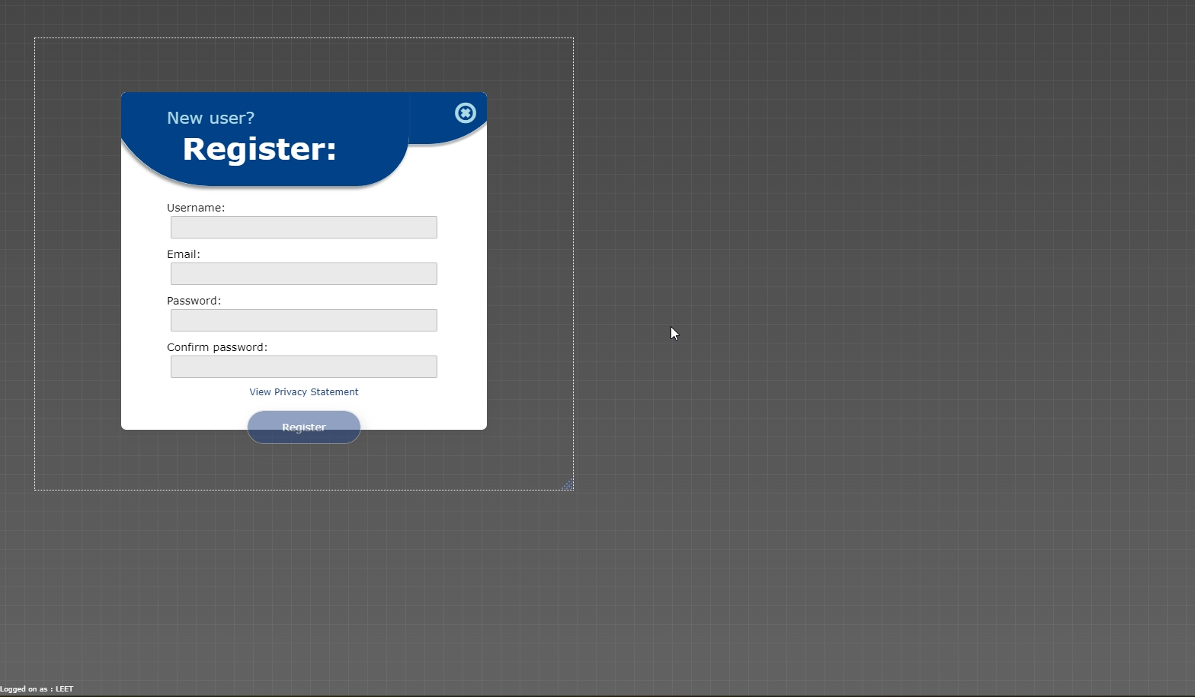 New user?
Register:
Username:
Email:
Password:
Confirm password:
View Privacy Statement
Register
Logged on as : LEET